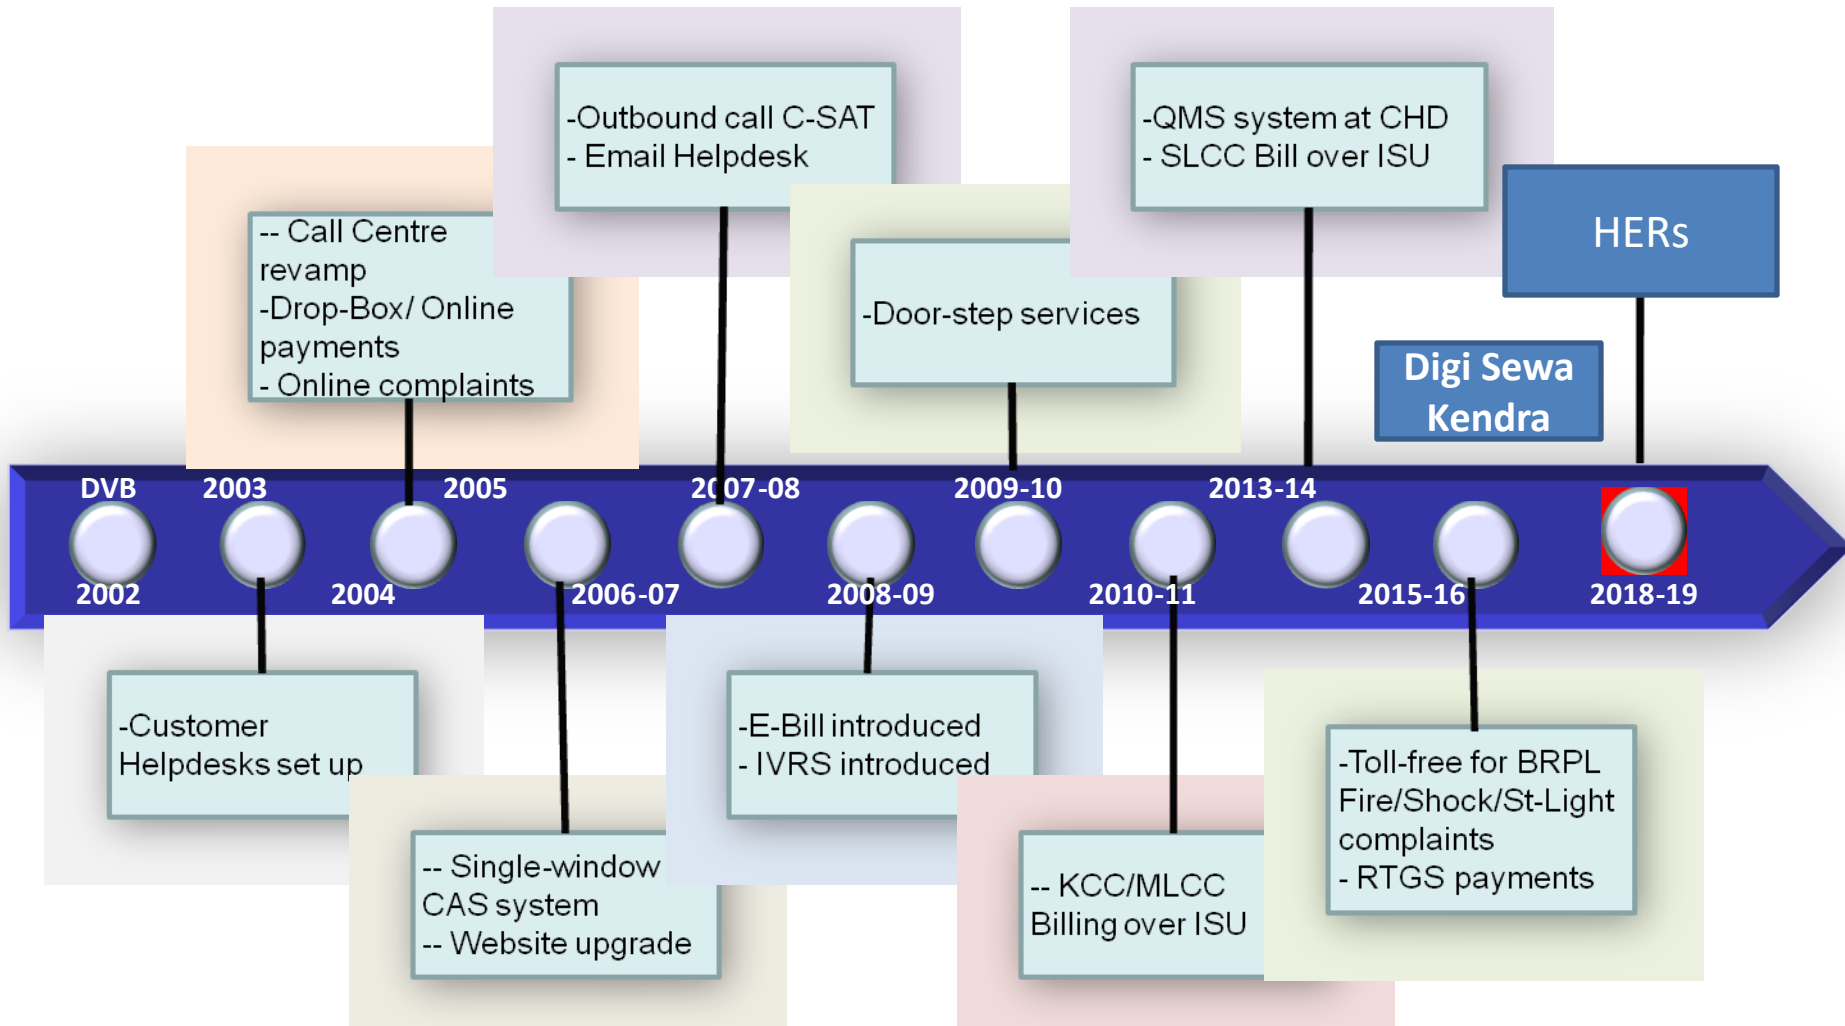 -Outbound call C-SAT
- Email Helpdesk
-QMS system at CHD
- SLCC Bill over ISU
HERs
-- Call Centre
revamp
-Drop-Box/ Online
payments
- Online complaints
-Door-step services
Digi Sewa
Kendra
DVB
2003
2005
2007-08
2009-10
2013-14
2002
2004
2006-07
2008-09
2010-11
2015-16
2018-19
-Customer
Helpdesks set up
-E-Bill introduced
- IVRS introduced
-Toll-free for BRPL
Fire/Shock/St-Light
complaints
- RTGS payments
-- Single-window
CAS system
-- Website upgrade
-- KCC/MLCC
Billing over ISU